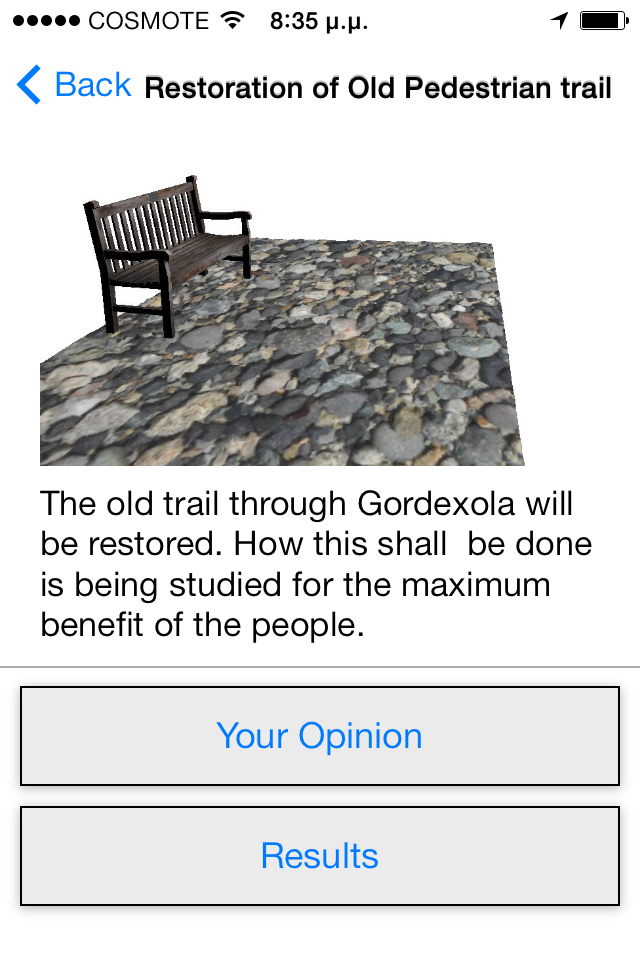 COSMOTE 8:35 μ.μ.
Back Restoration of Old Pedestrian trail
The old trail through Gordexola will
be restored. How this shall  be done
is being studied for the maximum
benefit of the people.
Your Opinion
Results